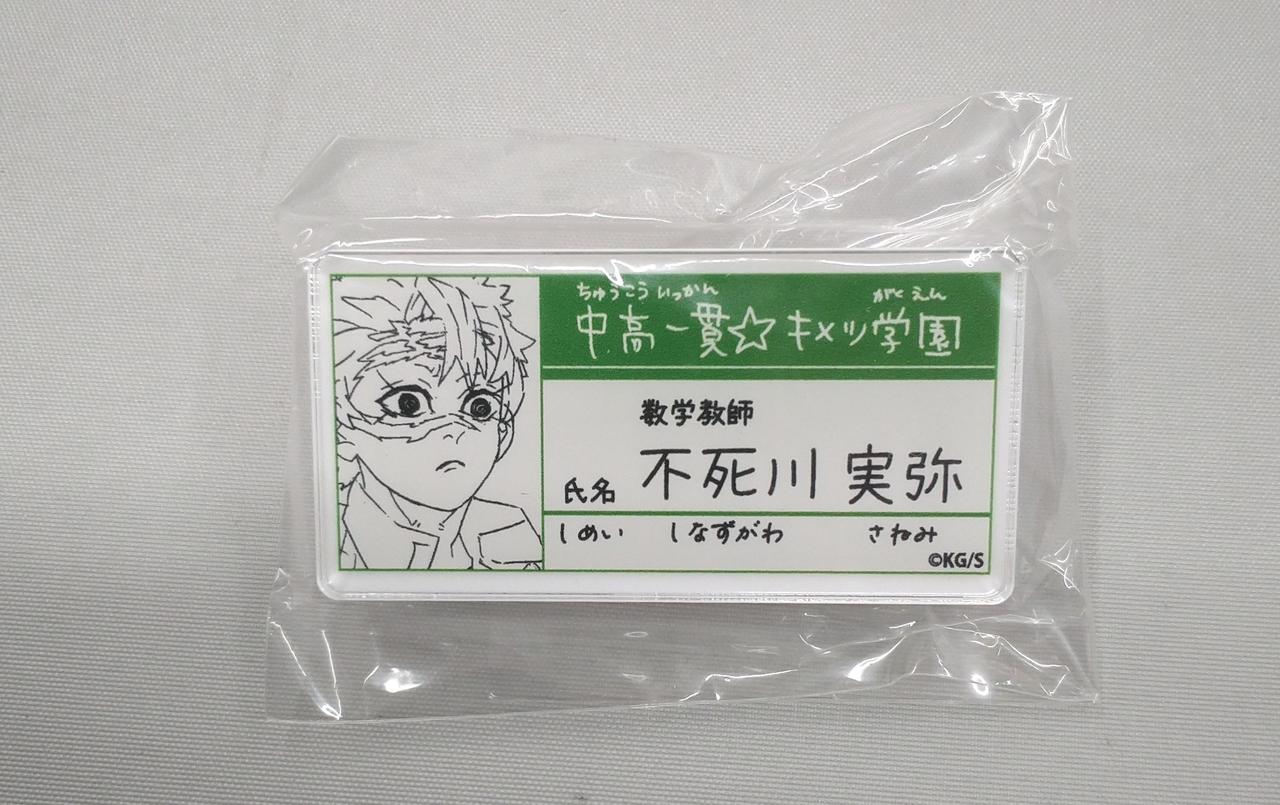 ちゅうこう いっかん がくえん
中高一貫☆キメツ学園
数学教師
氏名 不死川 実弥
しめい しなずがわ さねみ
©KG/S